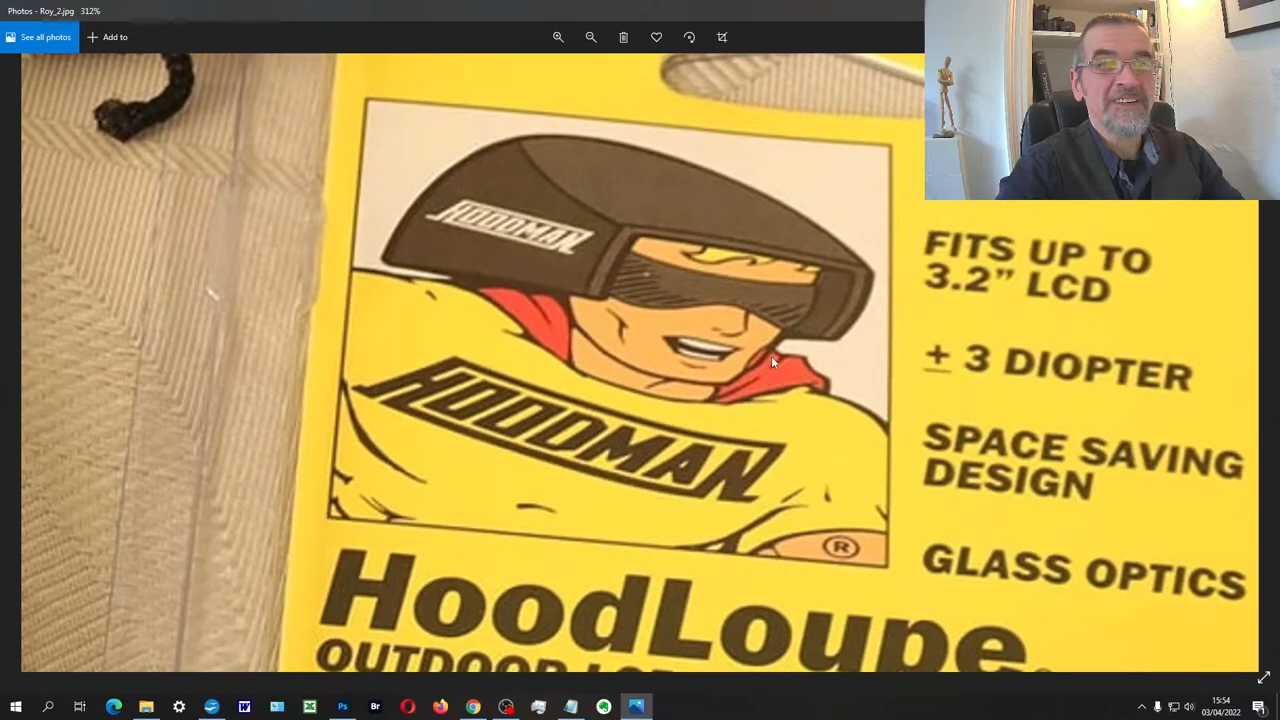 Photos - Roy_2.jpg 312%
See all photos
Add to
HOODMAN
HOODMAN
®
FITS UP TO
3.2” LCD
± 3 DIOPTER
SPACE SAVING
DESIGN
GLASS OPTICS
HoodLoupe
OUTDOOR
15:54
03/04/2022